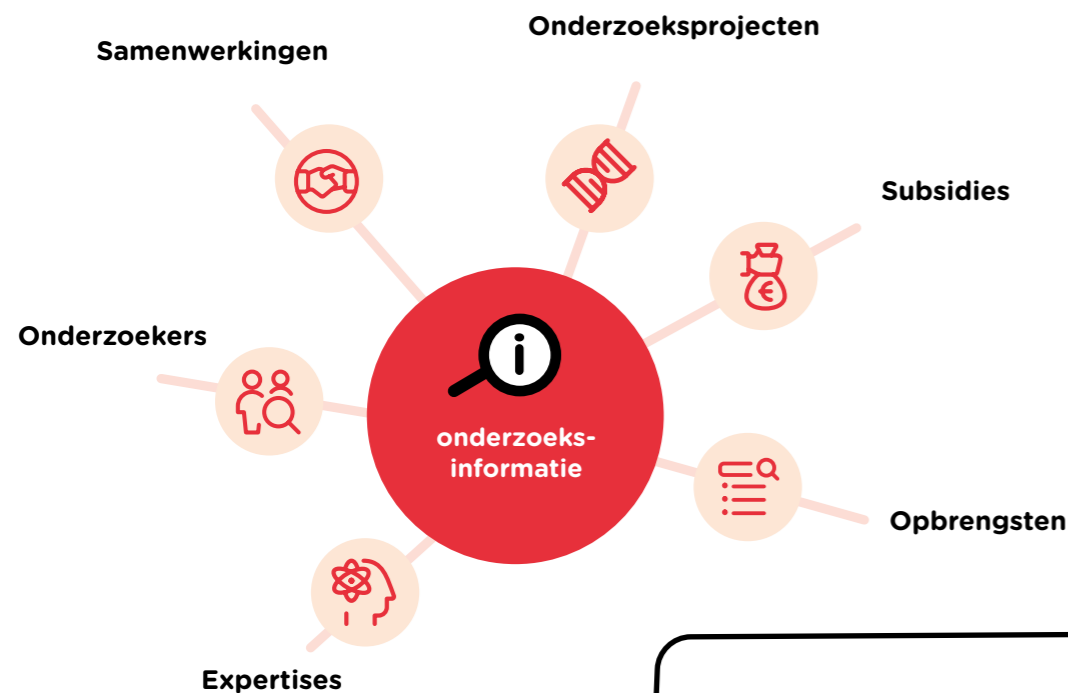 Onderzoeksprojecten
Samenwerkingen
Subsidies
Onderzoekers
onderzoeks-
informatie
Opbrengsten
Expertises